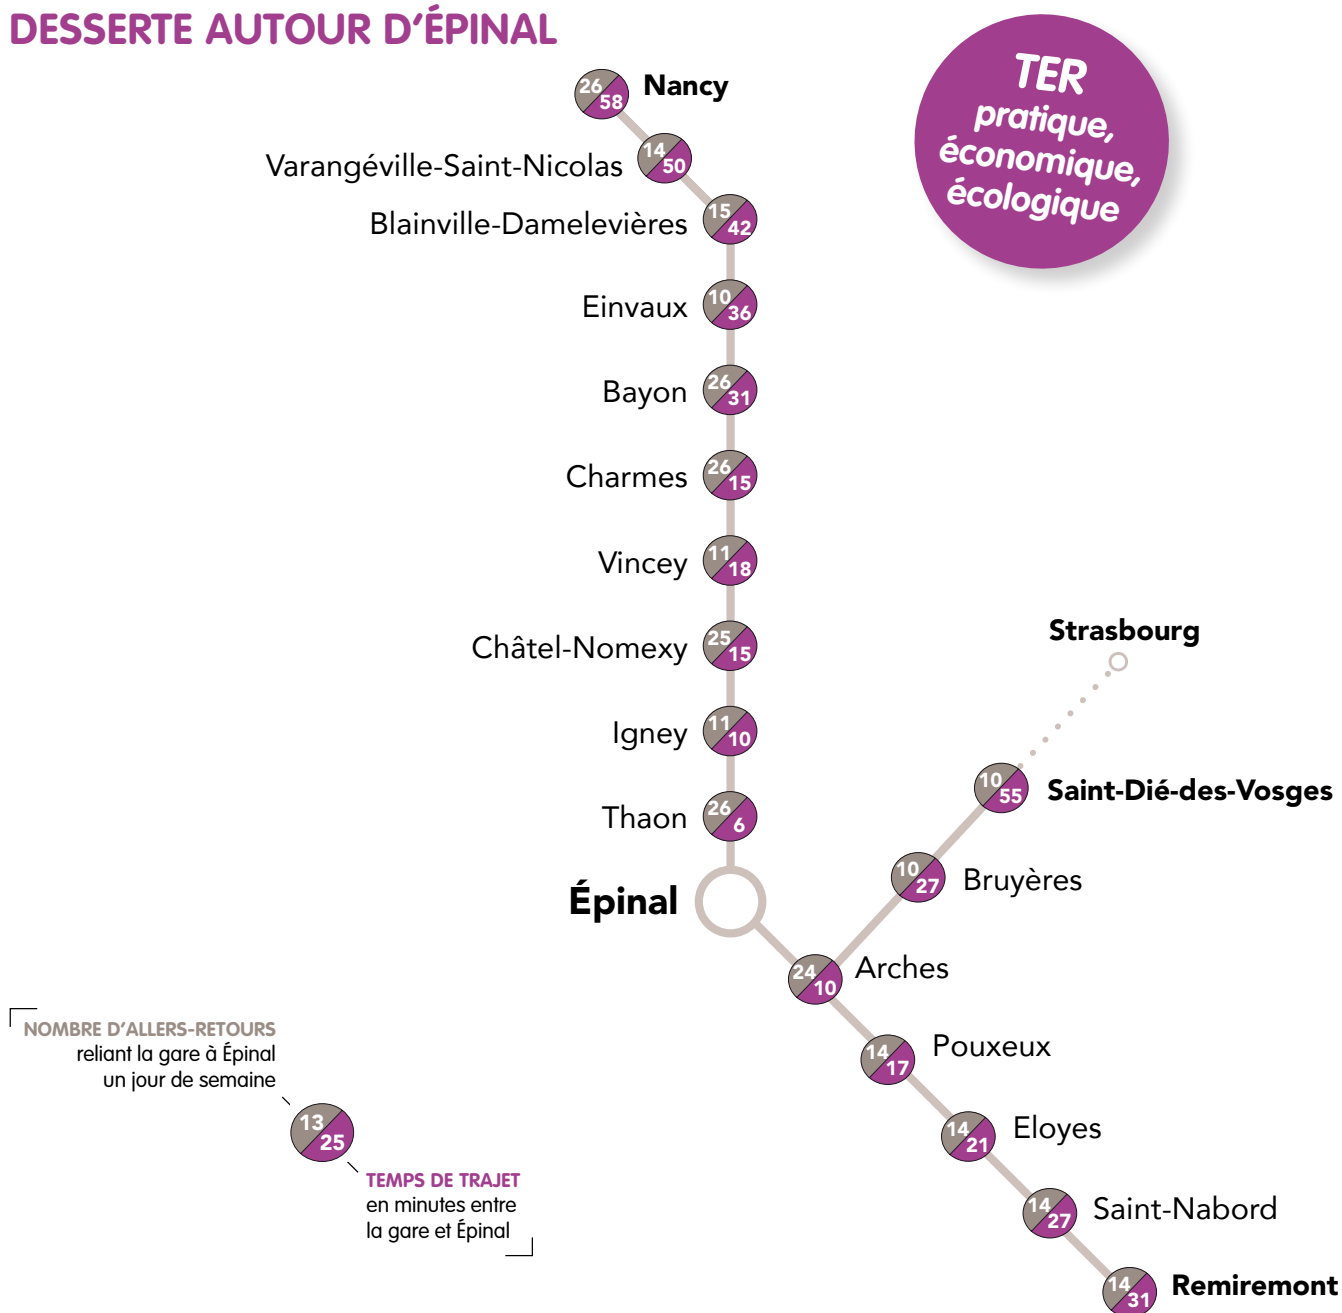 DESSERTE AUTOUR D'ÉPINAL
TER
pratique,
économique,
écologique
26
58
Nancy
Varangéville-Saint-Nicolas
14
50
Blainville-Damelevières
15
42
Einvaux
10
36
Bayon
26
31
Charmes
26
15
Vincey
11
18
Châtel-Nomexy
25
15
Igney
11
10
Thaon
26
6
Épinal
Strasbourg
10
55
Saint-Dié-des-Vosges
10
27
Bruyères
24
10
Arches
14
17
Pouxeux
14
21
Eloyes
14
27
Saint-Nabord
14
31
Remiremont
NOMBRE D'ALLERS-RETOURS
reliant la gare à Épinal
un jour de semaine
13
25
TEMPS DE TRAJET
en minutes entre
la gare et Épinal